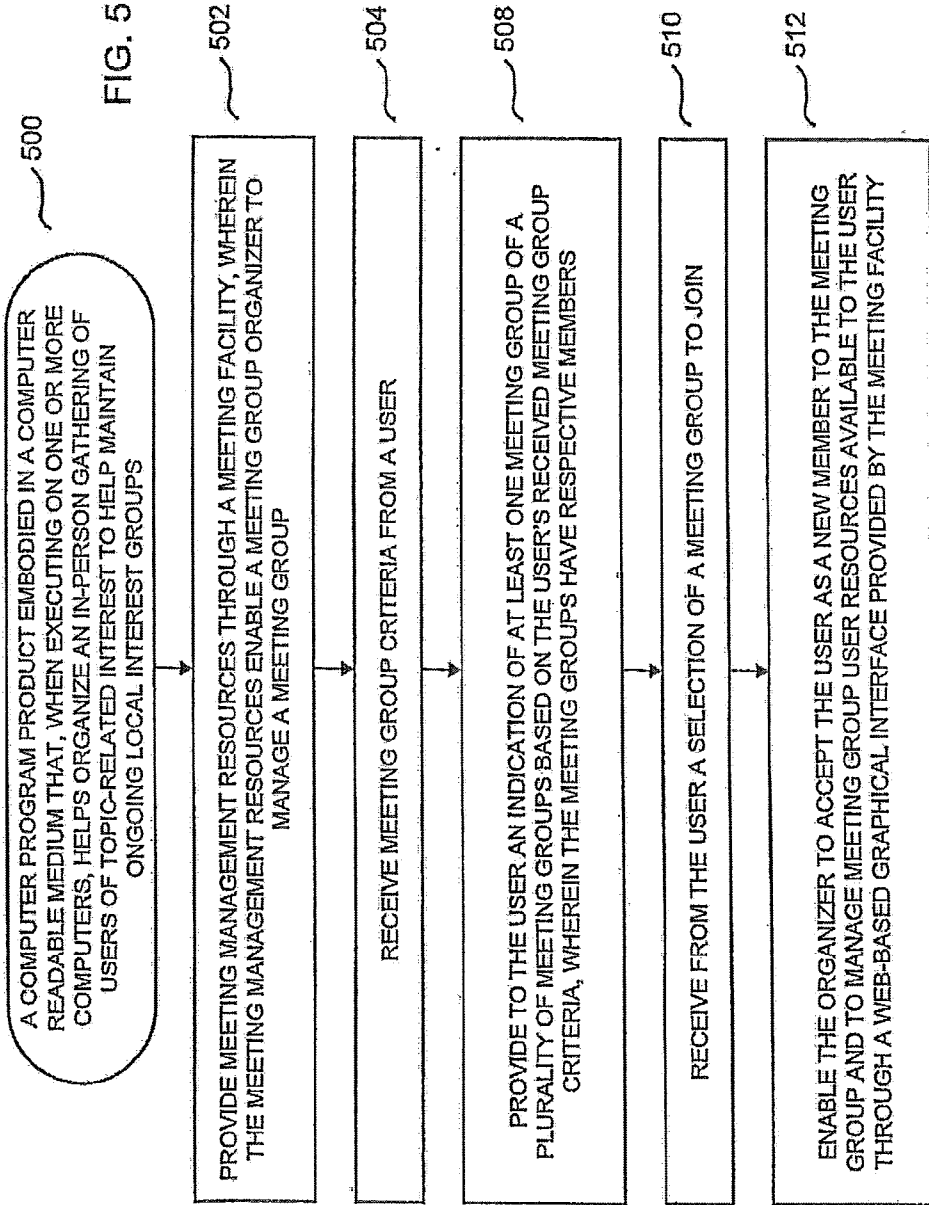 FIG. 5
500
A COMPUTER PROGRAM PRODUCT EMBODIED IN A COMPUTER
READABLE MEDIUM THAT, WHEN EXECUTING ON ONE OR MORE
COMPUTERS, HELPS ORGANIZE AN IN-PERSON GATHERING OF
USERS OF TOPIC-RELATED INTEREST TO HELP MAINTAIN
ONGOING LOCAL INTEREST GROUPS
502
PROVIDE MEETING MANAGEMENT RESOURCES THROUGH A MEETING FACILITY, WHEREIN
THE MEETING MANAGEMENT RESOURCES ENABLE A MEETING GROUP ORGANIZER TO
MANAGE A MEETING GROUP
504
RECEIVE MEETING GROUP CRITERIA FROM A USER
508
PROVIDE TO THE USER AN INDICATION OF AT LEAST ONE MEETING GROUP OF A
PLURALITY OF MEETING GROUPS BASED ON THE USER'S RECEIVED MEETING GROUP
CRITERIA, WHEREIN THE MEETING GROUPS HAVE RESPECTIVE MEMBERS
510
RECEIVE FROM THE USER A SELECTION OF A MEETING GROUP TO JOIN
512
ENABLE THE ORGANIZER TO ACCEPT THE USER AS A NEW MEMBER TO THE MEETING
GROUP AND TO MANAGE MEETING GROUP USER RESOURCES AVAILABLE TO THE USER
THROUGH A WEB-BASED GRAPHICAL INTERFACE PROVIDED BY THE MEETING FACILITY